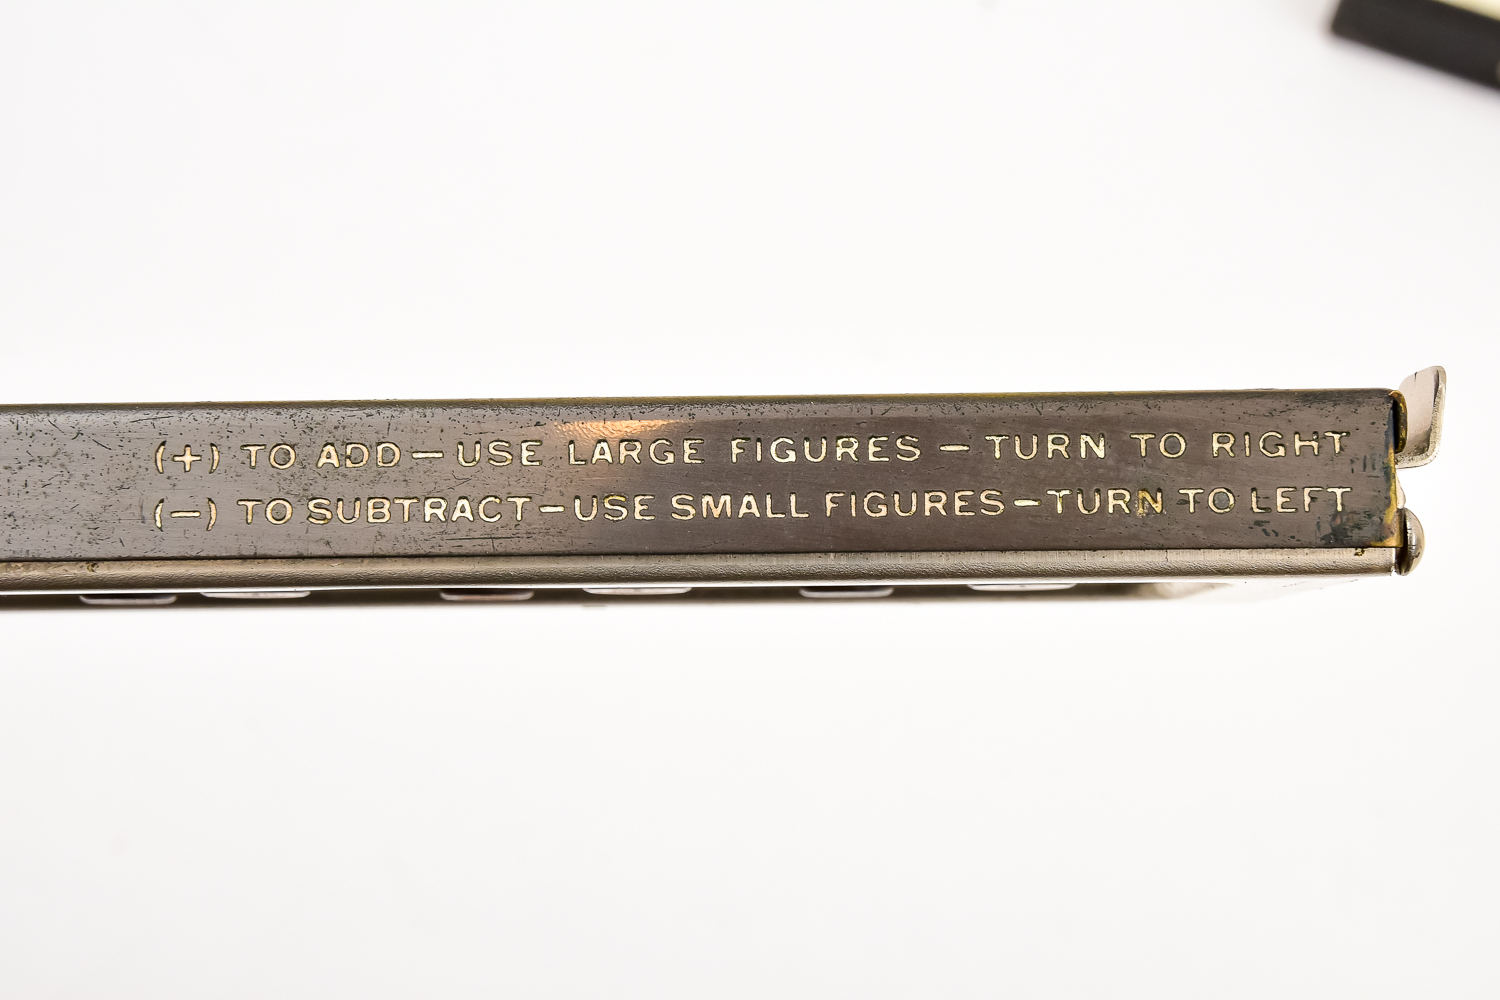 (+) TO ADD — USE LARGE FIGURES — TURN TO RIGHT
(—) TO SUBTRACT — USE SMALL FIGURES — TURN TO LEFT